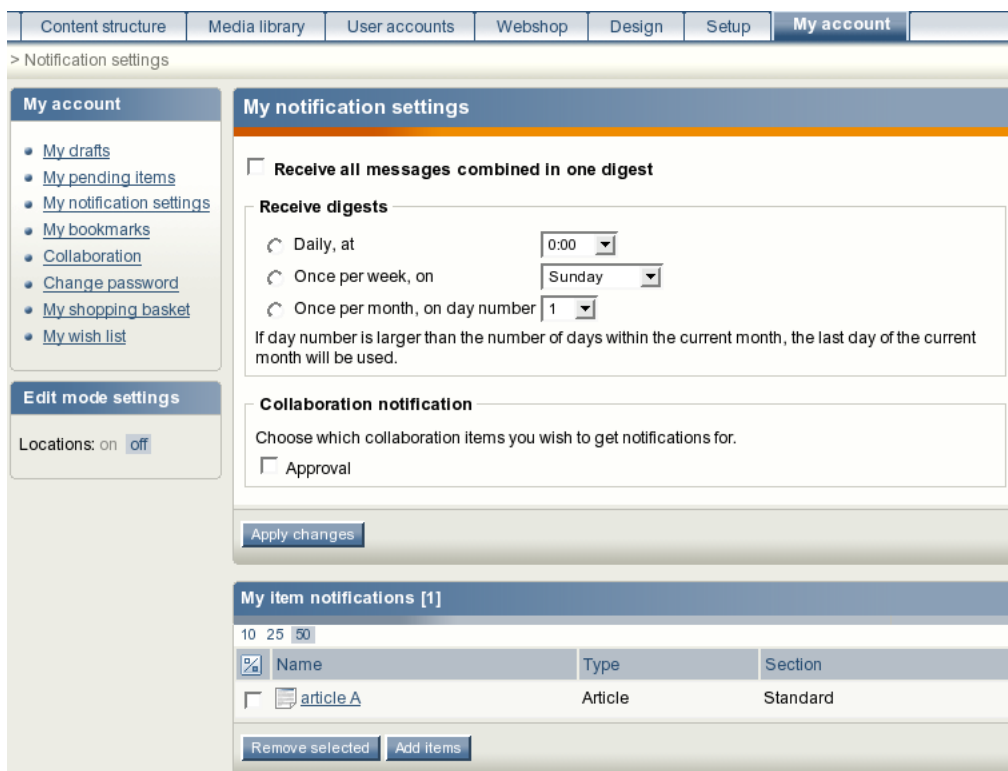 Content structure Media library User accounts Webshop Design Setup My account
> Notification settings
My account
My drafts
My pending items
My notification settings
My bookmarks
Collaboration
Change password
My shopping basket
My wish list
Edit mode settings
Locations: on off
My notification settings
Receive all messages combined in one digest
Receive digests
Daily, at 0:00
Once per week, on Sunday
Once per month, on day number 1
If day number is larger than the number of days within the current month, the last day of the current
month will be used.
Collaboration notification
Choose which collaboration items you wish to get notifications for.
Approval
Apply changes
My item notifications [1]
10 25 50
Name Type Section
article A Article Standard
Remove selected Add items